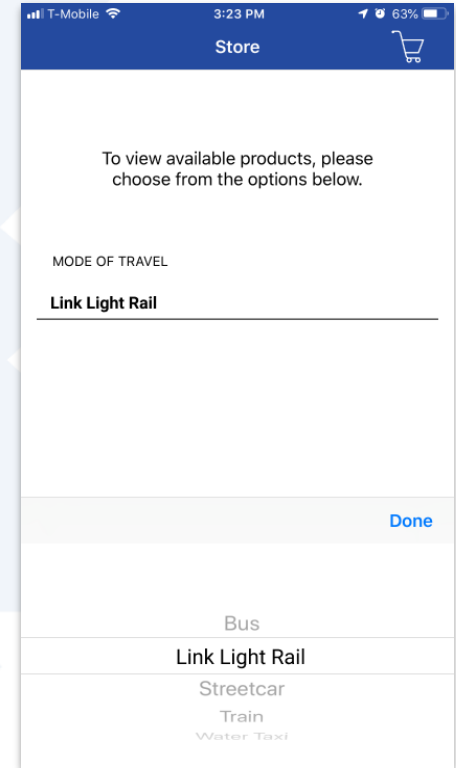 T-Mobile 3:23 PM 63%
Store
To view available products, please
choose from the options below.
MODE OF TRAVEL
Link Light Rail
Done
Bus
Link Light Rail
Streetcar
Train
Water Taxi